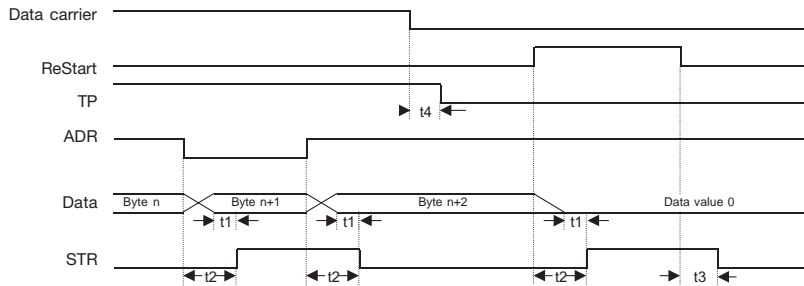 Data carrier
ReStart
TP
t4
ADR
Data
Byte n
Byte n+1
Byte n+2
Data value 0
t1
t1
t1
STR
t2
t2
t2
t3